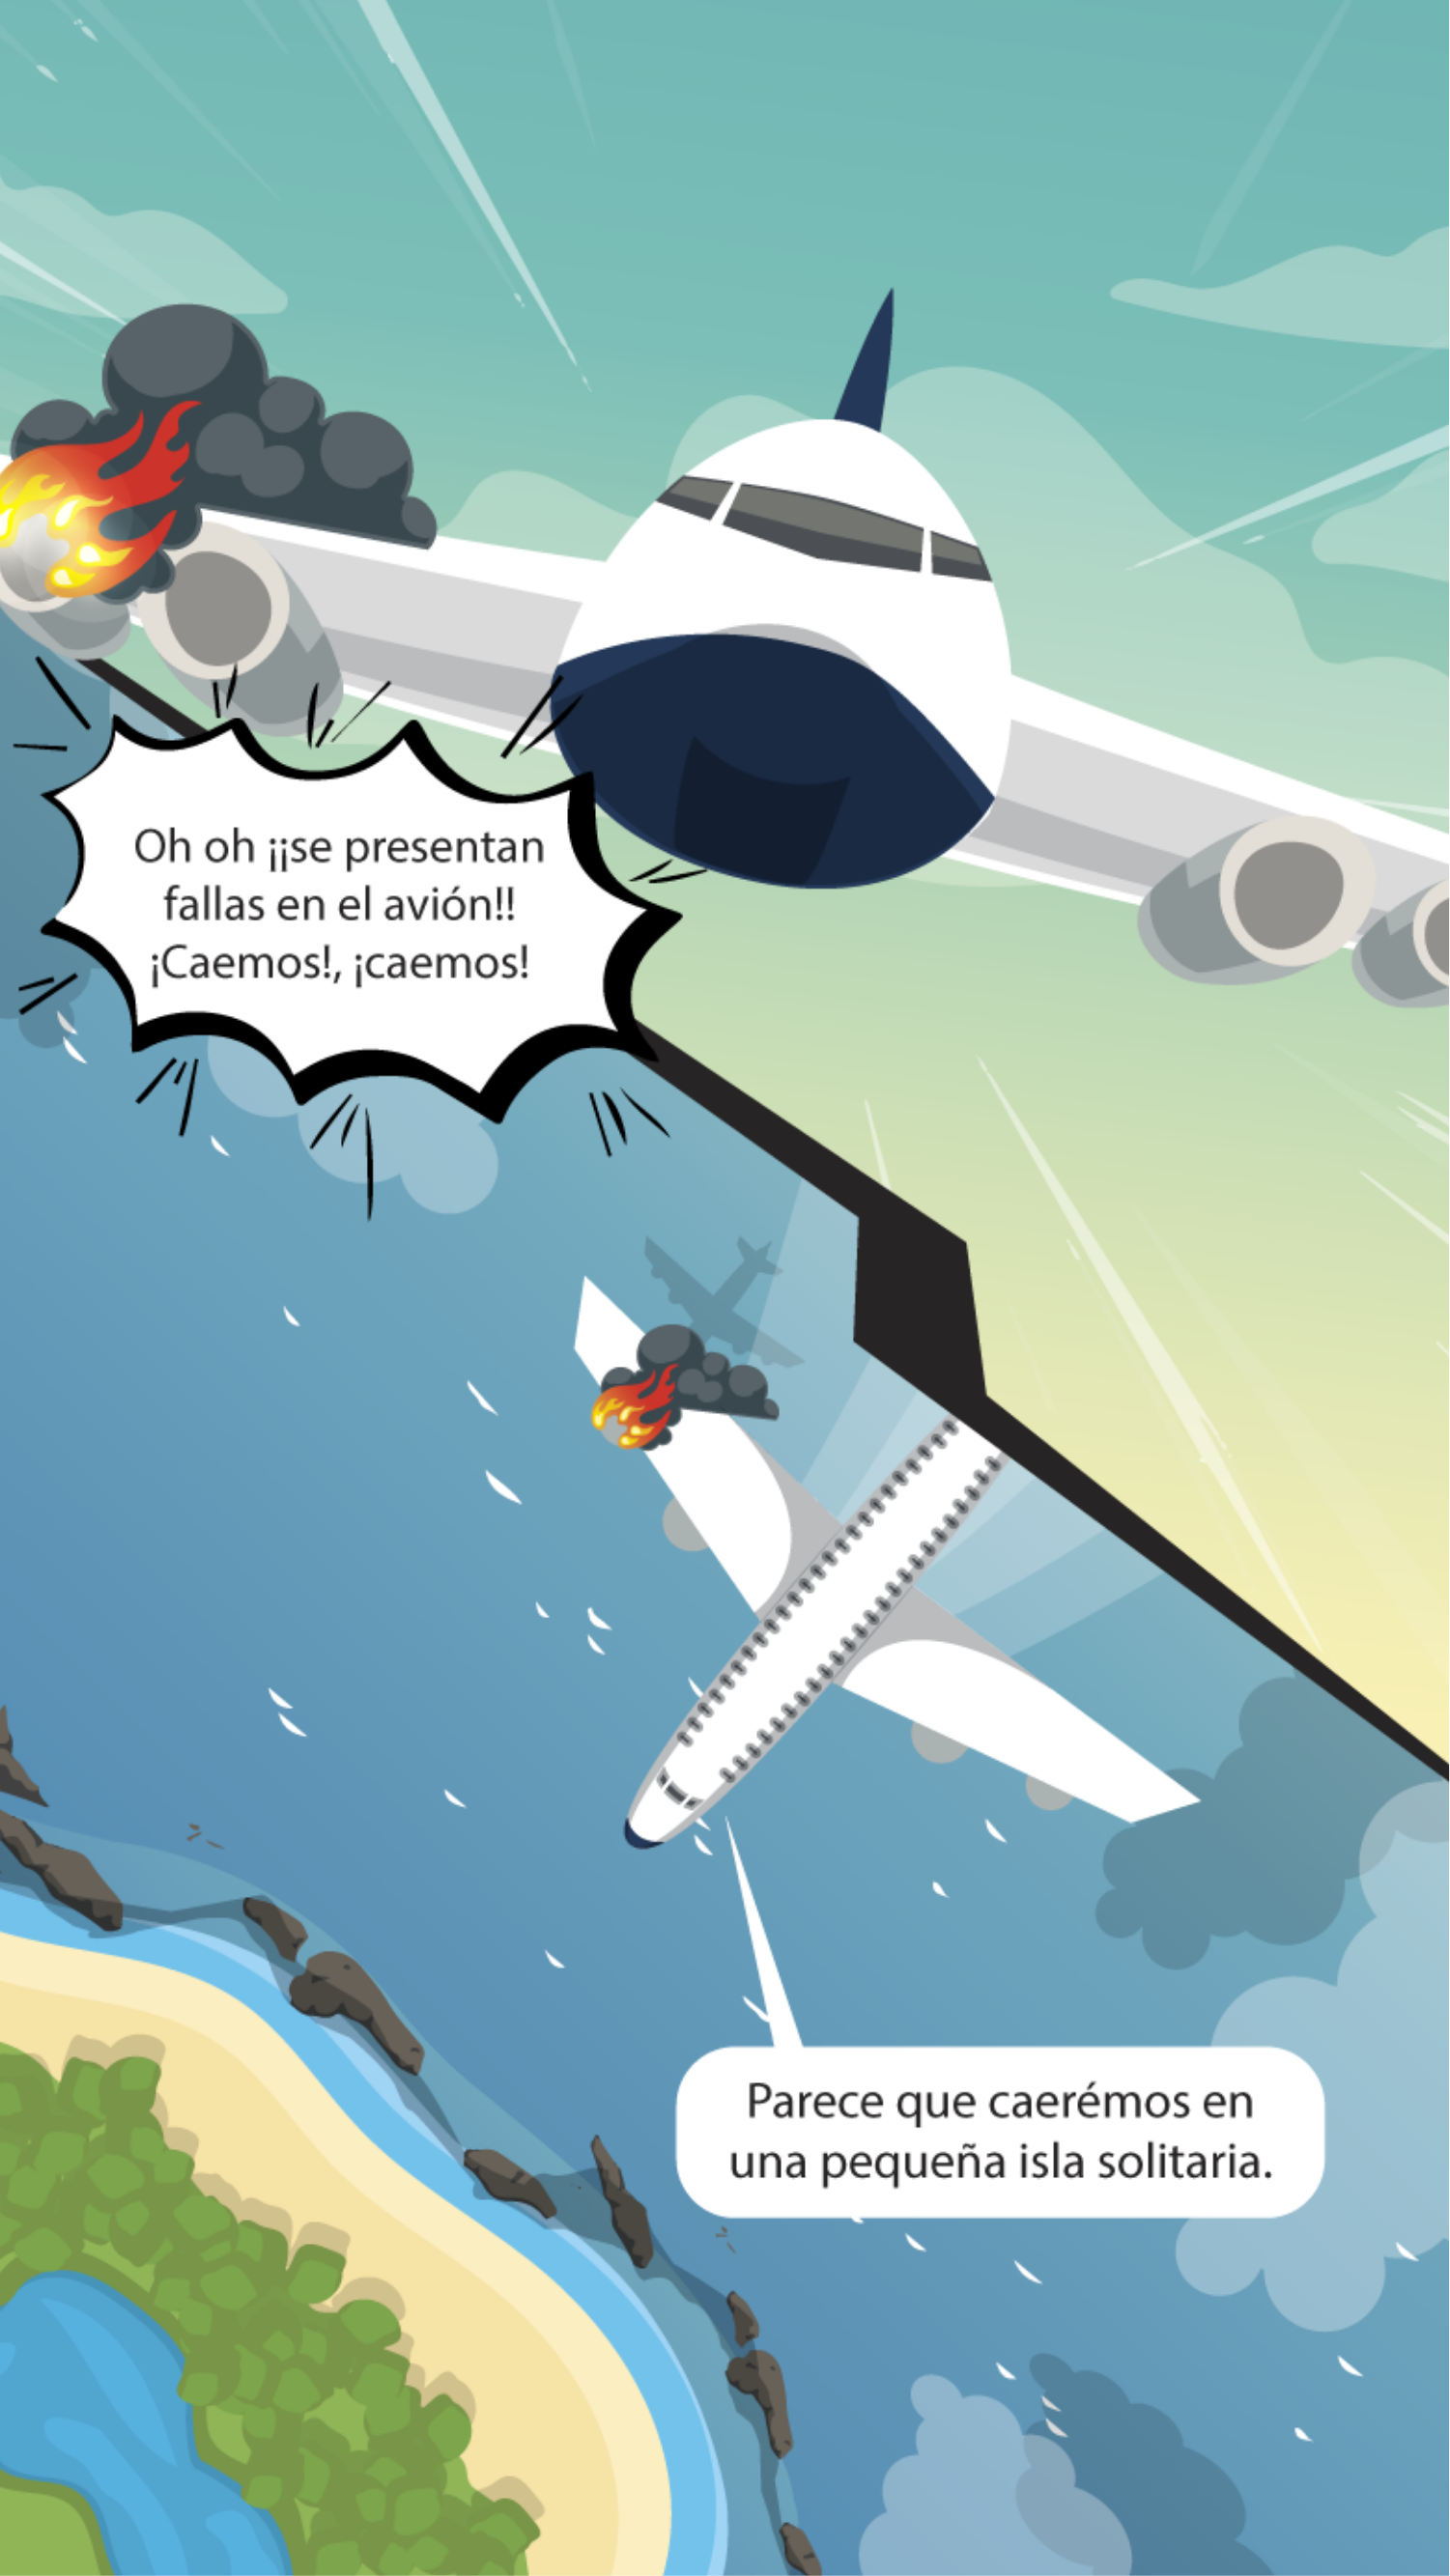 Oh oh ¡¡se presentan
fallas en el avión!!
¡Caemos!, ¡caemos!
Parece que caerémos en
una pequeña isla solitaria.